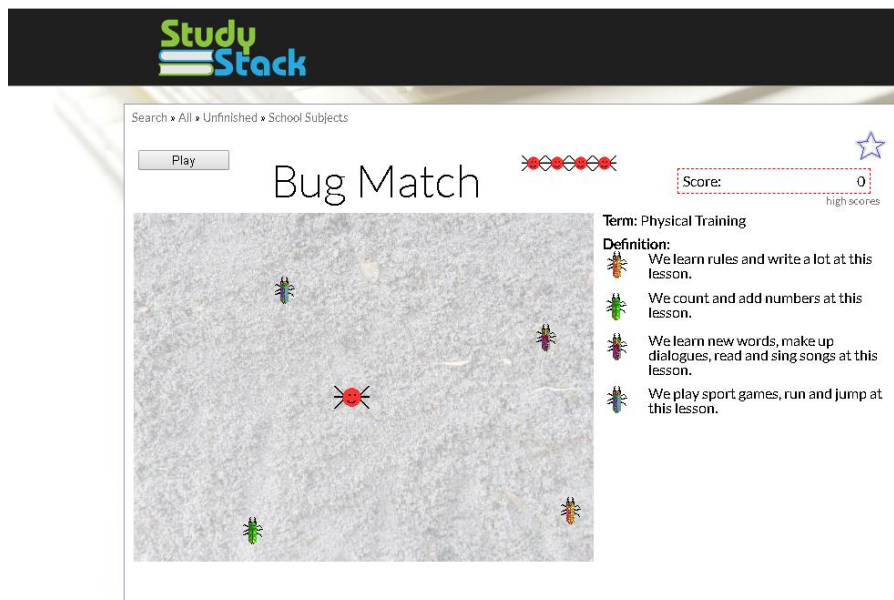 Study
Stack
Search » All » Unfinished » School Subjects
Play
Bug Match
Score: 0
high scores
Term: Physical Training
Definition:
We learn rules and write a lot at this
lesson.
We count and add numbers at this
lesson.
We learn new words, make up
dialogues, read and sing songs at this
lesson.
We play sport games, run and jump at
this lesson.